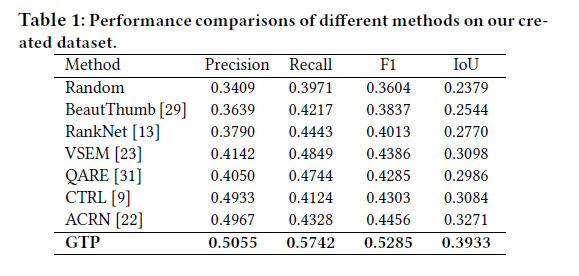 Table 1: Performance comparisons of different methods on our cre-
ated dataset.
Method Precision Recall F1 IoU
Random 0.3409 0.3971 0.3604 0.2379
BeautThumb [29] 0.3639 0.4217 0.3837 0.2544
RankNet [13] 0.3790 0.4443 0.4013 0.2770
VSEM [23] 0.4142 0.4849 0.4386 0.3098
QARE [31] 0.4050 0.4744 0.4285 0.2986
CTRL [9] 0.4933 0.4124 0.4303 0.3084
ACRN [22] 0.4967 0.4328 0.4456 0.3271
GTP 0.5055 0.5742 0.5285 0.3933